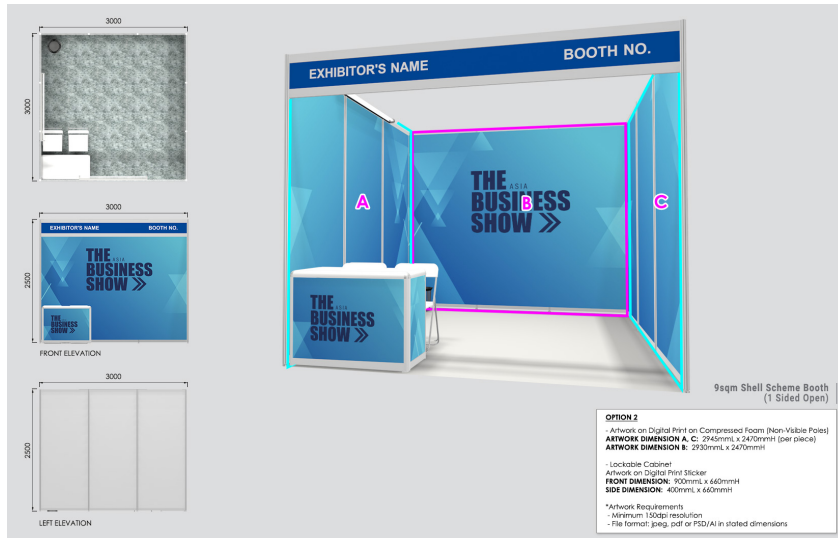 3000
3000
EXHIBITOR'S NAME
BOOTH NO.
A
B
C
THE ASIA
BUSINESS
SHOW
THE ASIA
BUSINESS
SHOW
3000
2500
EXHIBITOR'S NAME
BOOTH NO.
THE ASIA
BUSINESS
SHOW
THE ASIA
BUSINESS
SHOW
FRONT ELEVATION
3000
2500
LEFT ELEVATION
9sqm Shell Scheme Booth
(1 Sided Open)
OPTION 2
- Artwork on Digital Print on Compressed Foam (Non-Visible Poles)
ARTWORK DIMENSION A, C: 2945mmL x 2470mmH (per piece)
ARTWORK DIMENSION B: 2930mmL x 2470mmH
- Lockable Cabinet
Artwork on Digital Print Sticker
FRONT DIMENSION: 900mmL x 660mmH
SIDE DIMENSION: 400mmL x 660mmH
*Artwork Requirements
- Minimum 150dpi resolution
- File format: jpeg, pdf or PSD/AI in stated dimensions